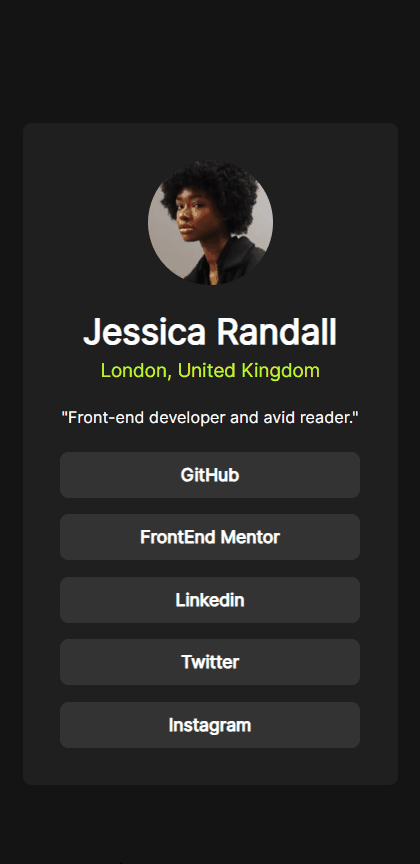 Jessica Randall
London, United Kingdom
"Front-end developer and avid reader."
GitHub
FrontEnd Mentor
Linkedin
Twitter
Instagram